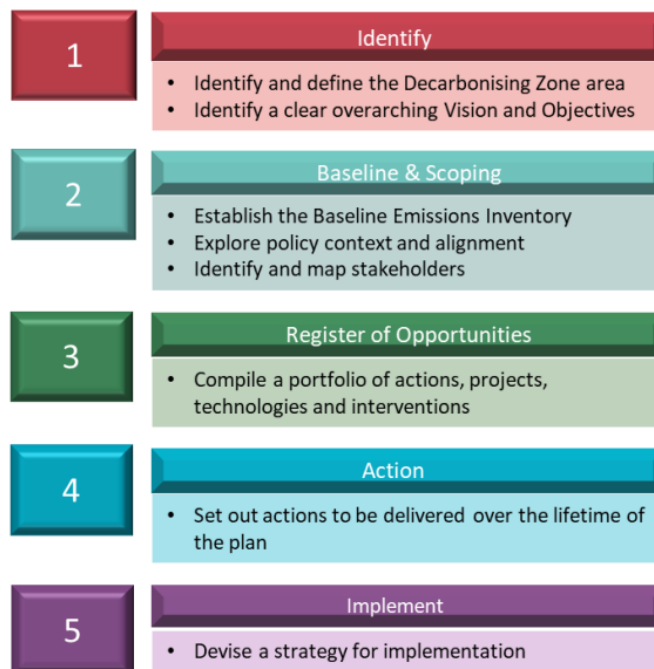 1
Identify
• Identify and define the Decarbonising Zone area
• Identify a clear overarching Vision and Objectives
2
Baseline & Scoping
• Establish the Baseline Emissions Inventory
• Explore policy context and alignment
• Identify and map stakeholders
3
Register of Opportunities
• Compile a portfolio of actions, projects,
technologies and interventions
4
Action
• Set out actions to be delivered over the lifetime of
the plan
5
Implement
• Devise a strategy for implementation